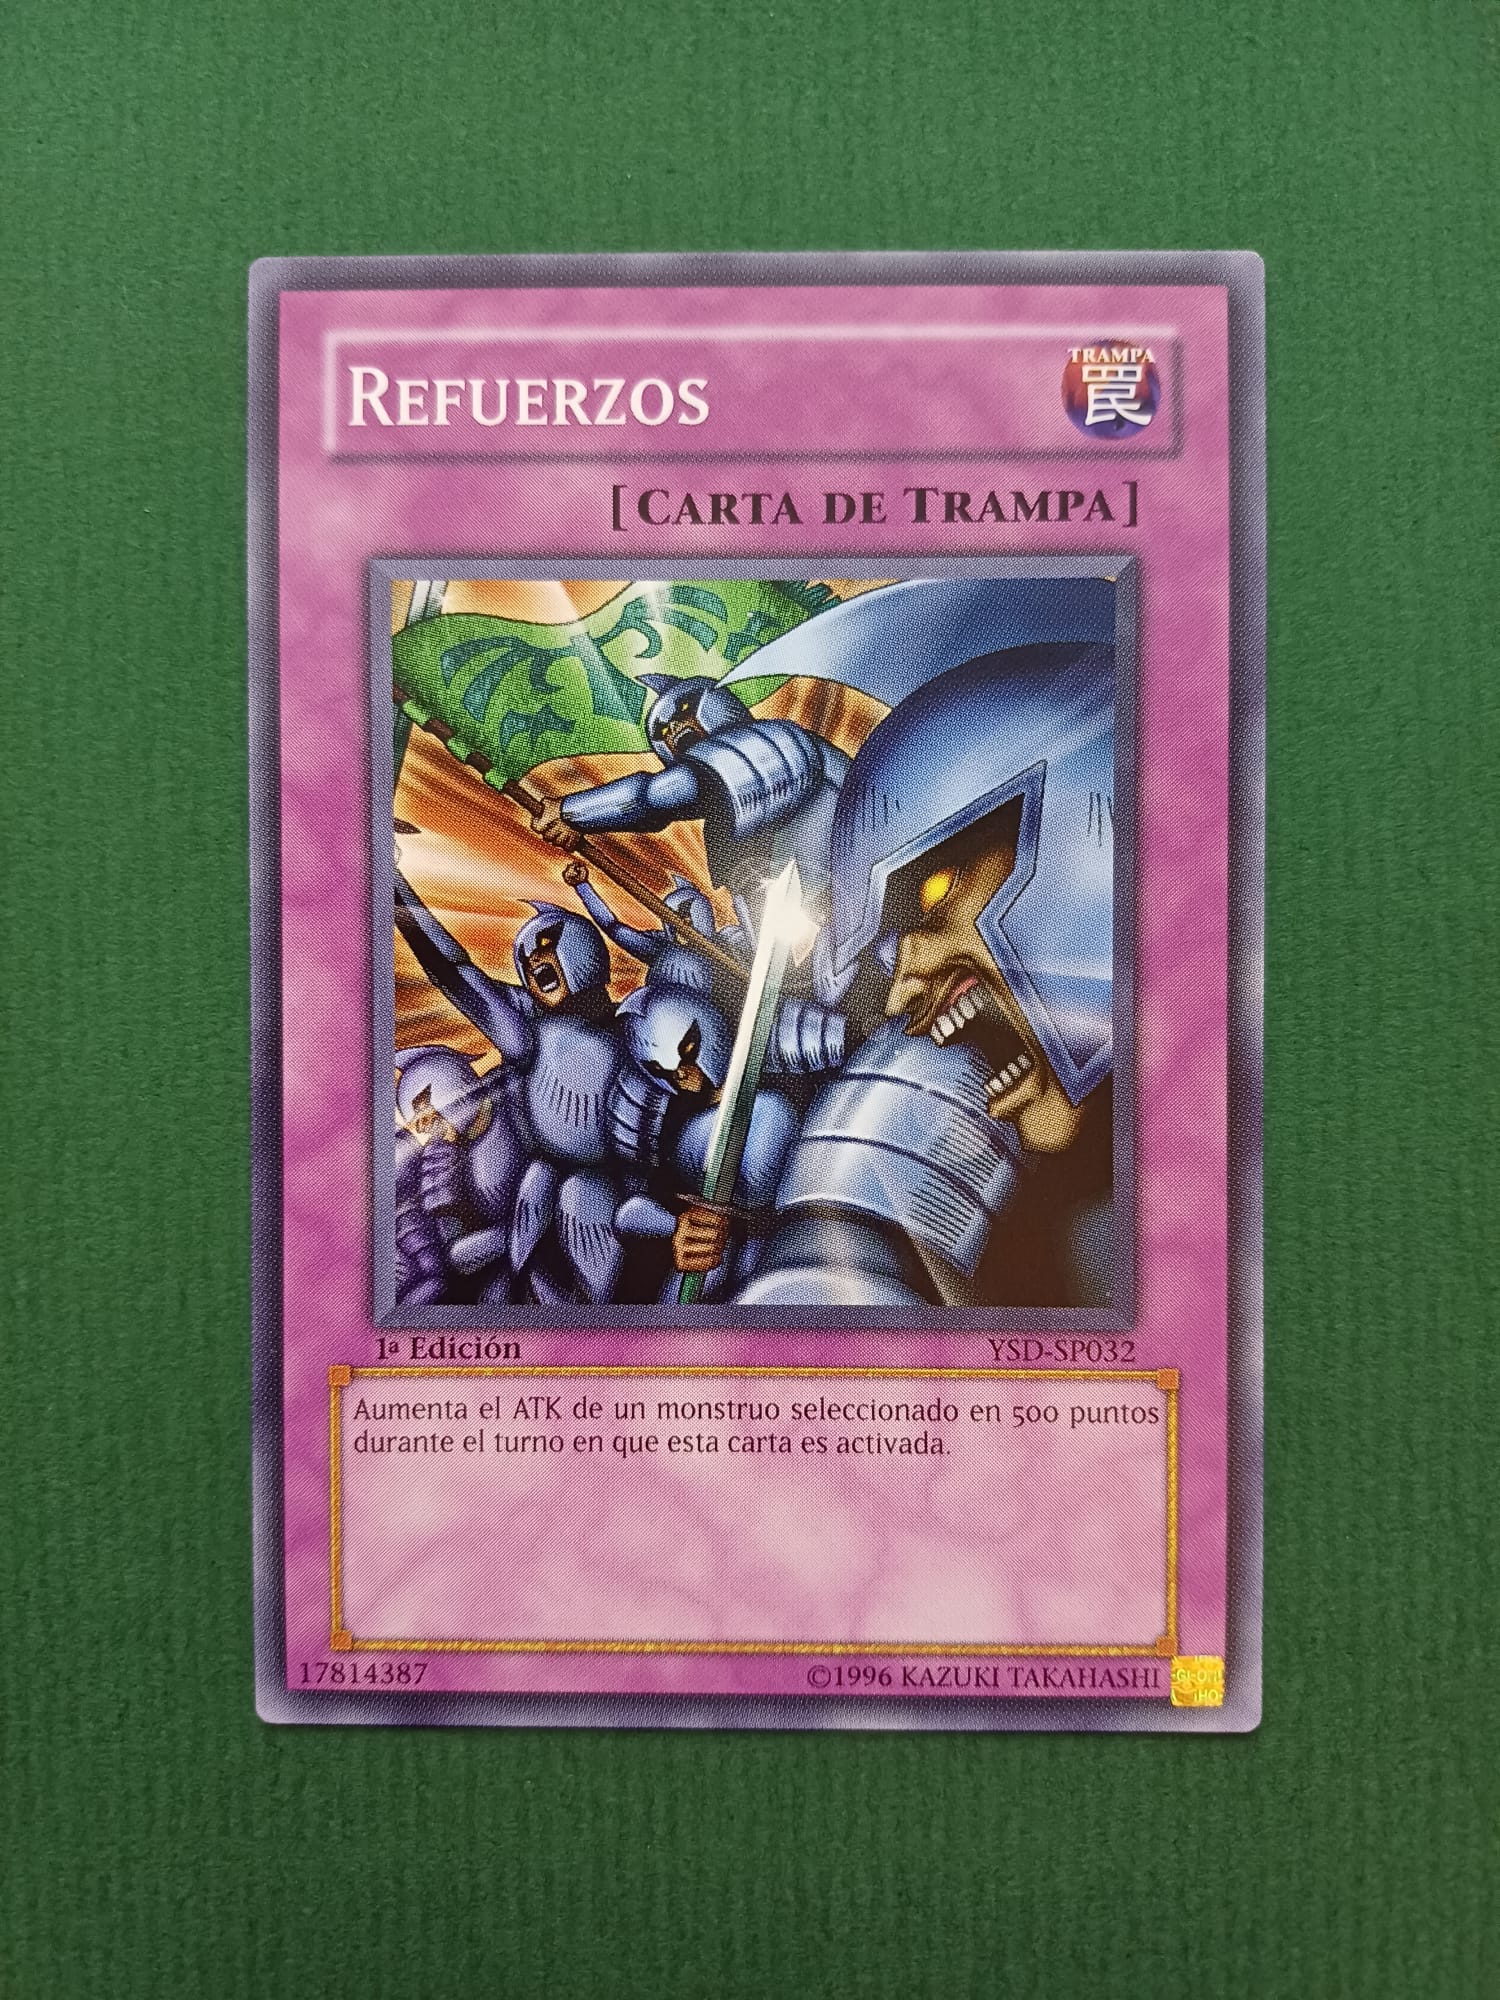 REFUERZOS
TRAMPA
罠
[CARTA DE TRAMPA]
1ª Edición
YSD-SP032
Aumenta el ATK de un monstruo seleccionado en 500 puntos
durante el turno en que esta carta es activada.
17814387
©1996 KAZUKI TAKAHASHI